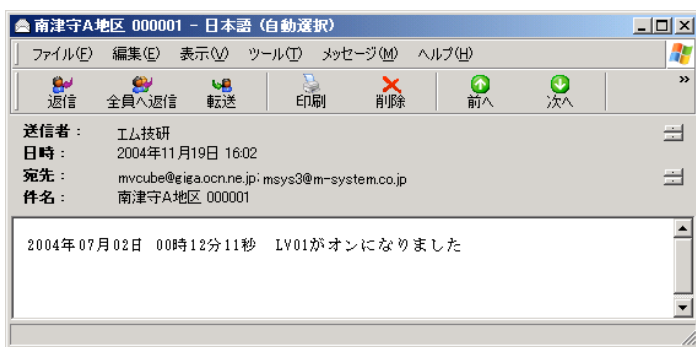 南津守A地区 000001 - 日本語 (自動選択)
ファイル(F) 編集(E) 表示(V) ツール(T) メッセージ(M) ヘルプ(H)
返信 全員へ返信 転送 印刷 削除 前へ 次へ »
送信者： エム技研
日時： 2004年11月19日 16:02
宛先： mvcube@giga.ocn.ne.jp; msys3@m-system.co.jp
件名： 南津守A地区 000001
2004年07月02日 00時12分11秒 LV01がオンになりました